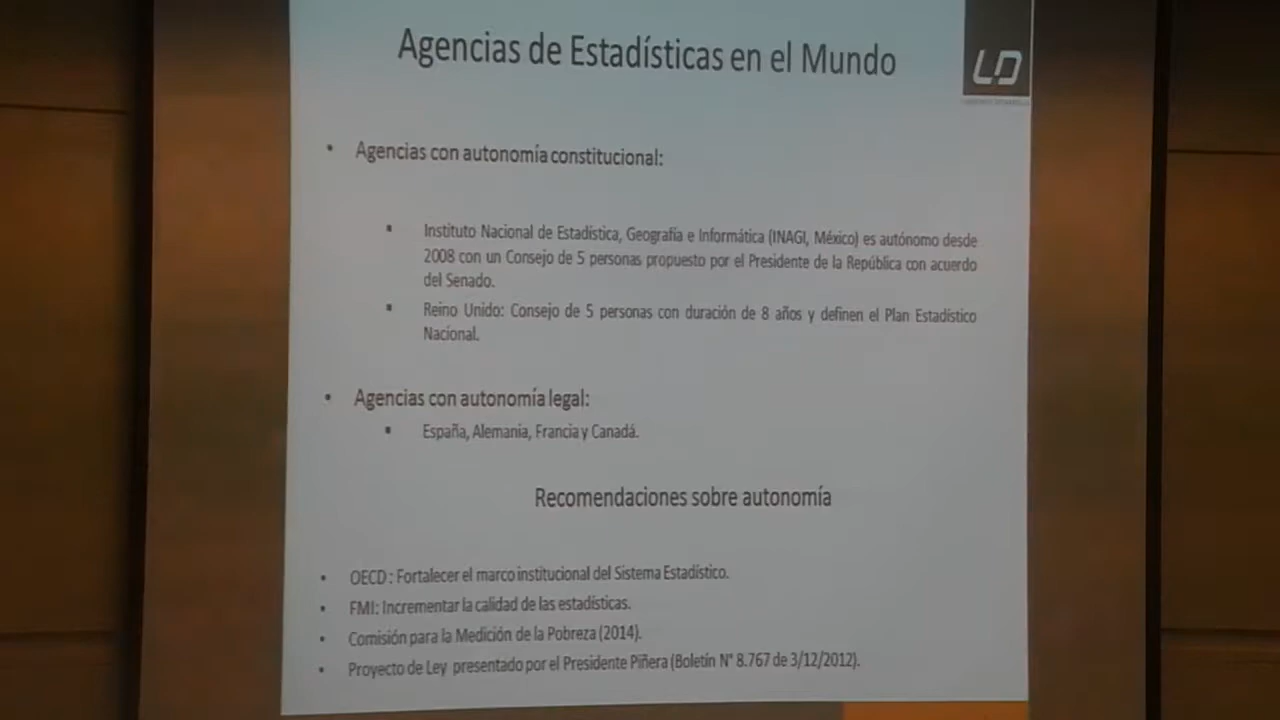 Agencias de Estadísticas en el Mundo
LD
• Agencias con autonomía constitucional:
▪ Instituto Nacional de Estadística, Geografía e Informática (INAGI, México) es autónomo desde
2008 con un Consejo de 5 personas propuesto por el Presidente de la República con acuerdo
del Senado.
▪ Reino Unido: Consejo de 5 personas con duración de 8 años y definen el Plan Estadístico
Nacional.
• Agencias con autonomía legal:
▪ España, Alemania, Francia y Canadá.
Recomendaciones sobre autonomía
• OECD : Fortalecer el marco institucional del Sistema Estadístico.
• FMI: Incrementar la calidad de las estadísticas.
• Comisión para la Medición de la Pobreza (2014).
• Proyecto de Ley presentado por el Presidente Piñera (Boletín N° 8.767 de 3/12/2012).